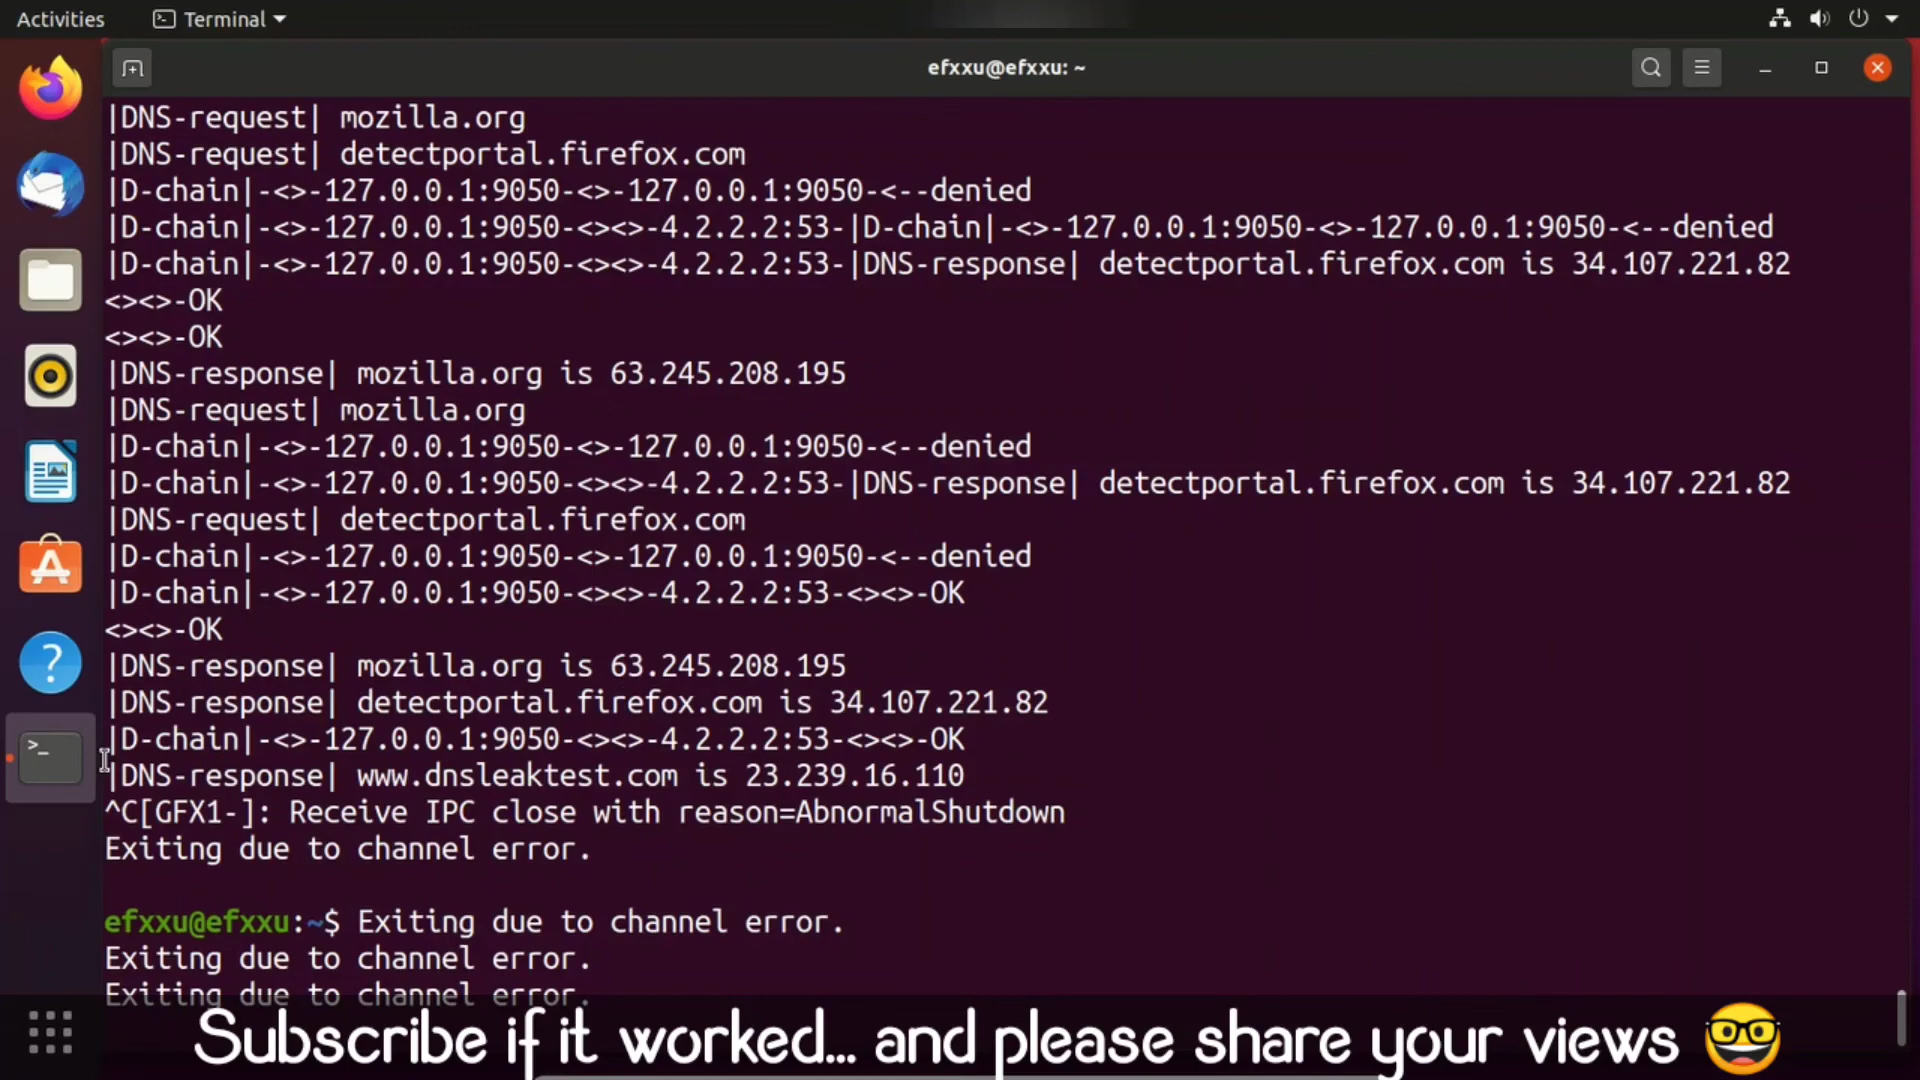 Activities
Terminal
efxxu@efxxu: ~
|DNS-request| mozilla.org
|DNS-request| detectportal.firefox.com
|D-chain|-<>-127.0.0.1:9050-<>-127.0.0.1:9050-<--denied
|D-chain|-<>-127.0.0.1:9050-<><>-4.2.2.2:53-|D-chain|-<>-127.0.0.1:9050-<>-127.0.0.1:9050-<--denied
|D-chain|-<>-127.0.0.1:9050-<><>-4.2.2.2:53-|DNS-response| detectportal.firefox.com is 34.107.221.82
<><>-OK
<><>-OK
|DNS-response| mozilla.org is 63.245.208.195
|DNS-request| mozilla.org
|D-chain|-<>-127.0.0.1:9050-<>-127.0.0.1:9050-<--denied
|D-chain|-<>-127.0.0.1:9050-<><>-4.2.2.2:53-|DNS-response| detectportal.firefox.com is 34.107.221.82
|DNS-request| detectportal.firefox.com
|D-chain|-<>-127.0.0.1:9050-<>-127.0.0.1:9050-<--denied
|D-chain|-<>-127.0.0.1:9050-<><>-4.2.2.2:53-<><>-OK
<><>-OK
|DNS-response| mozilla.org is 63.245.208.195
|DNS-response| detectportal.firefox.com is 34.107.221.82
|D-chain|-<>-127.0.0.1:9050-<><>-4.2.2.2:53-<><>-OK
|DNS-response| www.dnsleaktest.com is 23.239.16.110
^C[GFX1-]: Receive IPC close with reason=AbnormalShutdown
Exiting due to channel error.
efxxu@efxxu:~$ Exiting due to channel error.
Exiting due to channel error.
Exiting due to channel error.
Subscribe if it worked... and please share your views 🤓